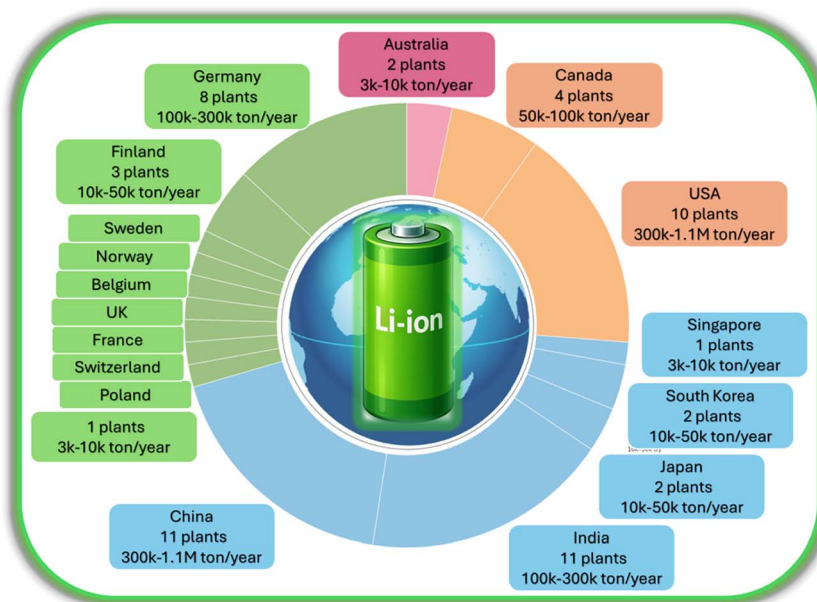 Australia
2 plants
3k-10k ton/year
Germany
8 plants
100k-300k ton/year
Canada
4 plants
50k-100k ton/year
Finland
3 plants
10k-50k ton/year
USA
10 plants
300k-1.1M ton/year
Sweden
Norway
Belgium
UK
France
Switzerland
Poland
1 plants
3k-10k ton/year
Li-ion
Singapore
1 plants
3k-10k ton/year
South Korea
2 plants
10k-50k ton/year
Japan
2 plants
10k-50k ton/year
China
11 plants
300k-1.1M ton/year
India
11 plants
100k-300k ton/year